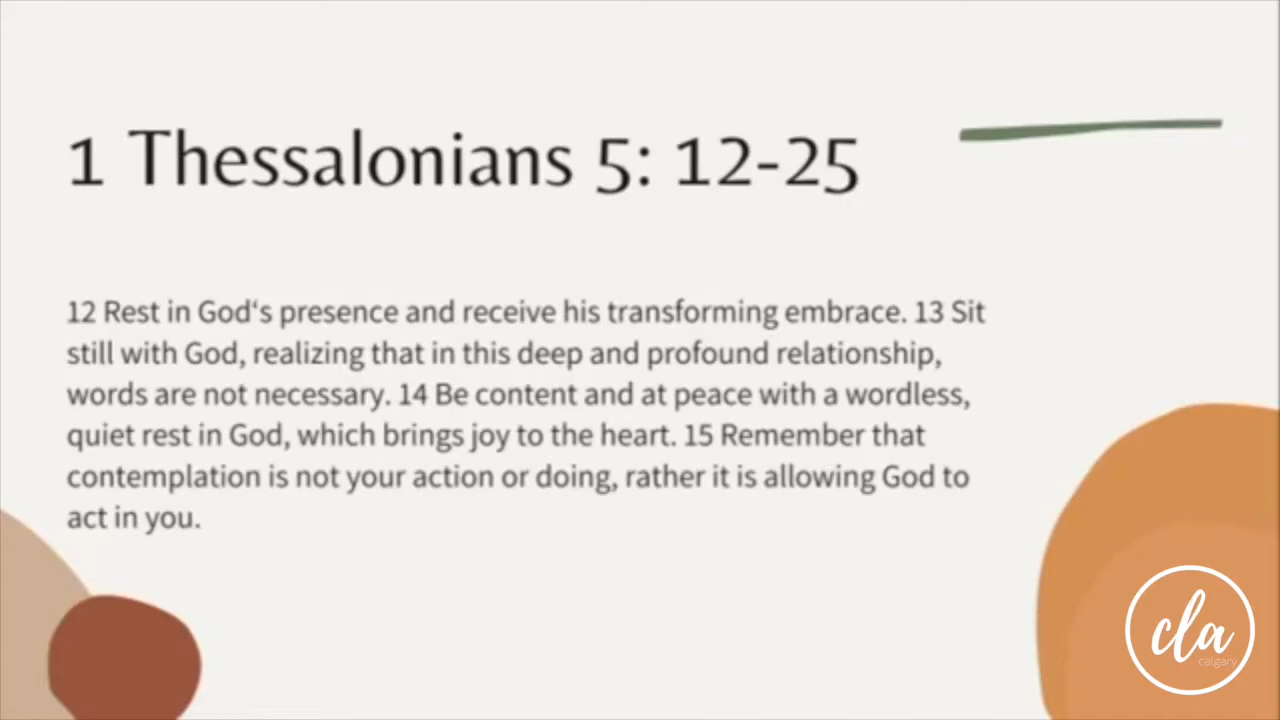 1 Thessalonians 5: 12-25
12 Rest in God‘s presence and receive his transforming embrace. 13 Sit
still with God, realizing that in this deep and profound relationship,
words are not necessary. 14 Be content and at peace with a wordless,
quiet rest in God, which brings joy to the heart. 15 Remember that
contemplation is not your action or doing, rather it is allowing God to
act in you.
cla
calgary